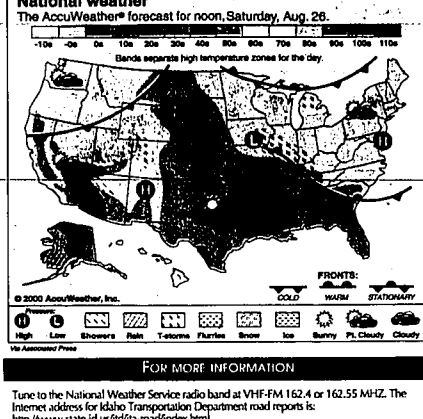 National weather
The AccuWeather® forecast for noon, Saturday, Aug. 26.
-10s -0s 0s 10s 20s 30s 40s 50s 60s 70s 80s 90s 100s 110s
Bands separate high temperature zones for the day.
L
H
H
© 2000 AccuWeather, Inc.
FRONTS:
COLD WARM STATIONARY
Pressure:
H L
High Low Showers Rain T-storms Flurries Snow Ice Sunny Pt. Cloudy Cloudy
Via Associated Press
FOR MORE INFORMATION
Tune to the National Weather Service radio band at VHF-FM 162.4 or 162.55 MHZ. The
Internet address for Idaho Transportation Department road reports is: